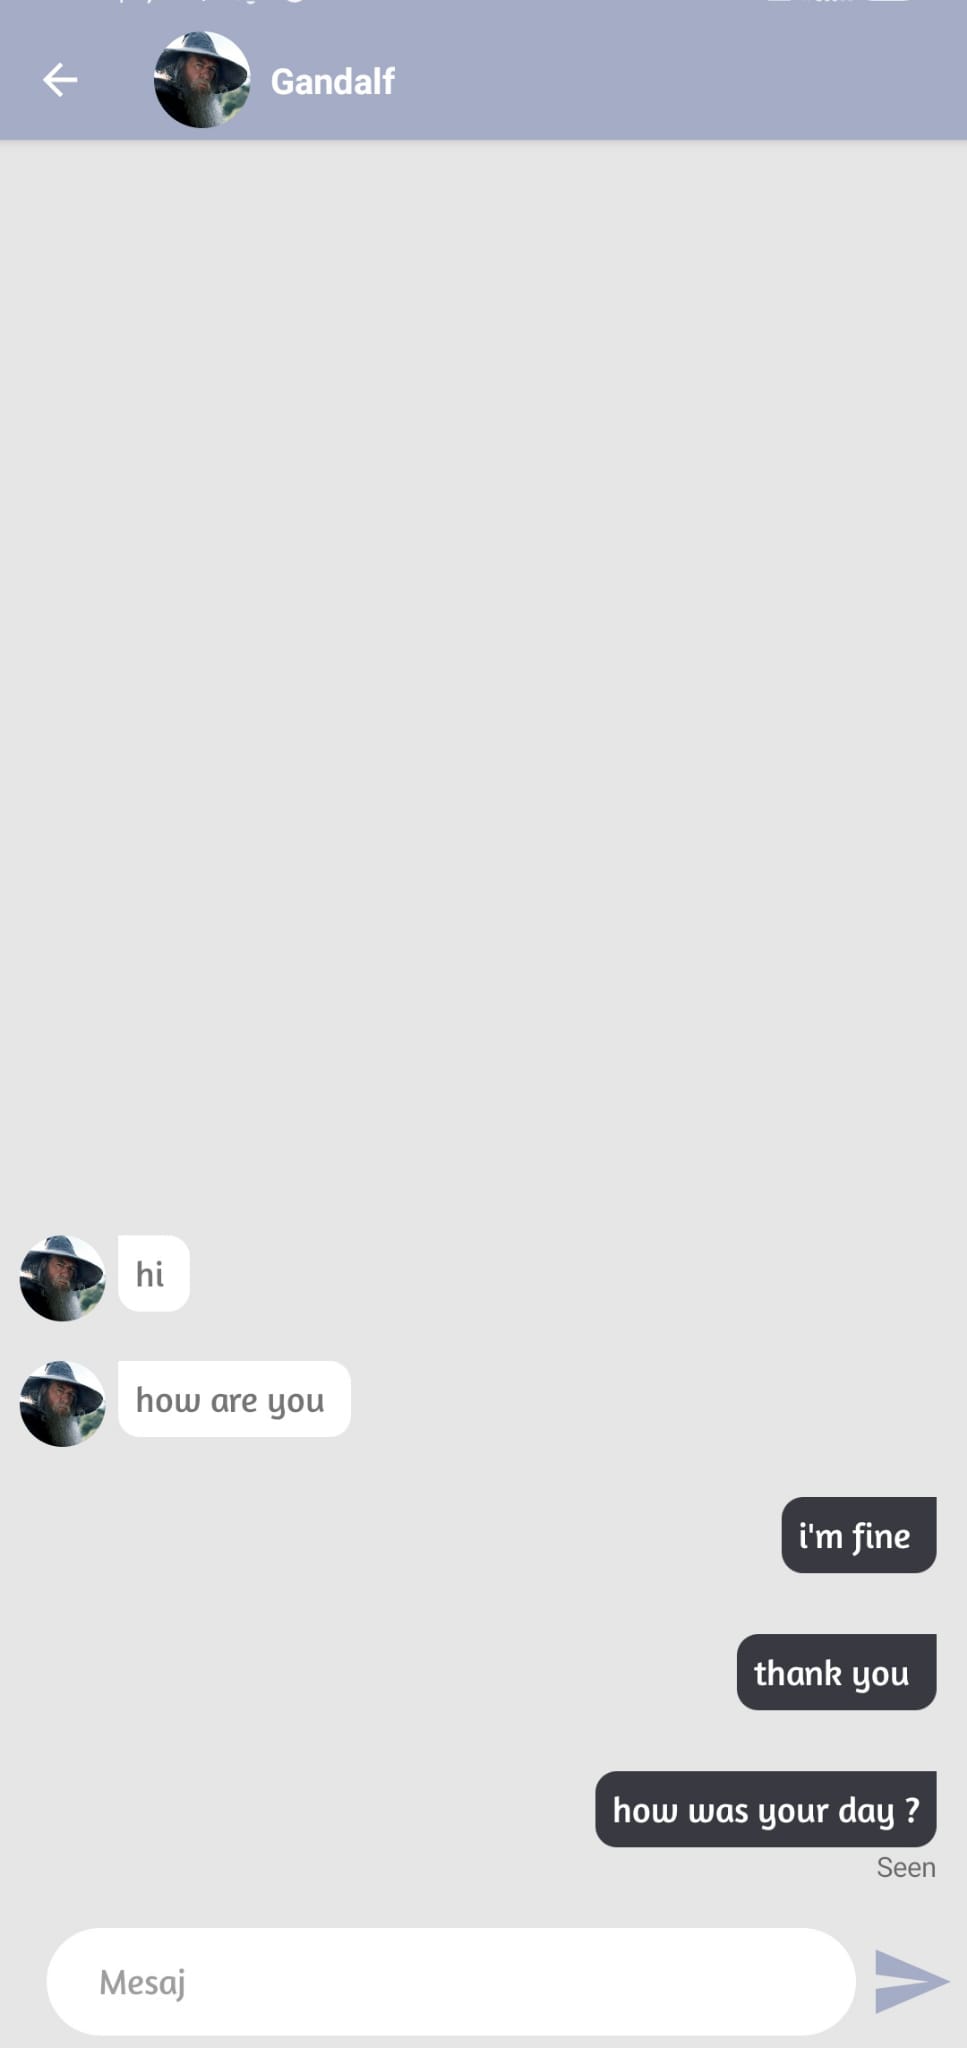 Gandalf
hi
how are you
i'm fine
thank you
how was your day ?
Seen
Mesaj